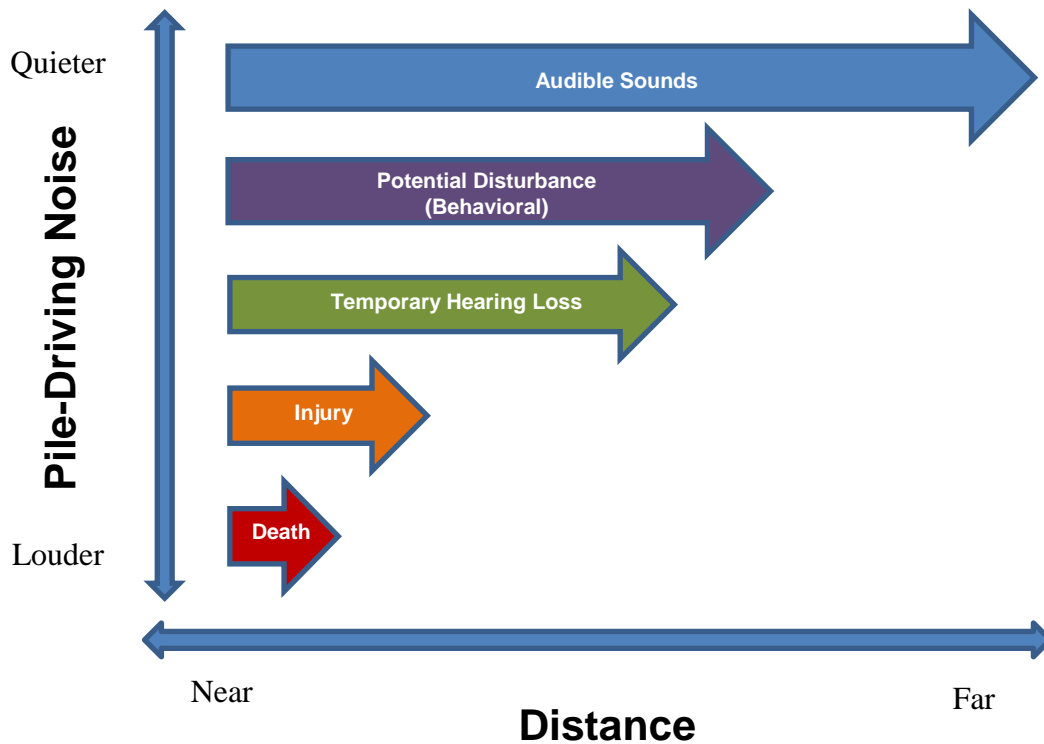 Quieter
Audible Sounds
Potential Disturbance
(Behavioral)
Pile-Driving Noise
Temporary Hearing Loss
Injury
Death
Louder
Near
Far
Distance